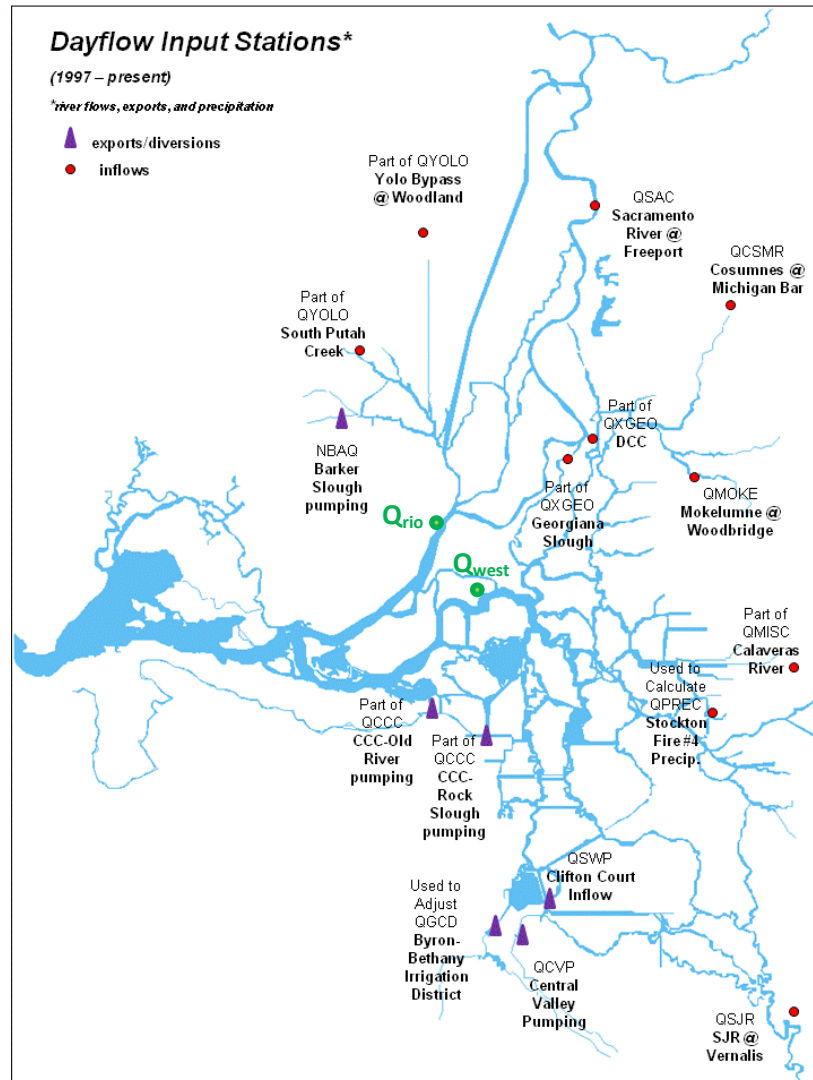 Dayflow Input Stations*
(1997 – present)
*river flows, exports, and precipitation
exports/diversions
inflows
Part of QYOLO
Yolo Bypass
@ Woodland
QSAC
Sacramento
River @
Freeport
QCSMR
Cosumnes @
Michigan Bar
Part of
QYOLO
South Putah
Creek
Part of
QXGEO
DCC
NBAQ
Barker
Slough
pumping
Part of
QXGEO
Georgiana
Slough
QMOKE
Mokelumne @
Woodbridge
Qrio
Qwest
Part of
QMISC
Calaveras
River
Used to
Calculate
QPREC
Stockton
Fire #4
Precip.
Part of
QCCC
CCC-Old
River
pumping
Part of
QCCC
CCC-
Rock
Slough
pumping
QSWP
Clifton Court
Inflow
Used to
Adjust
QGCD
Byron-
Bethany
Irrigation
District
QCVP
Central
Valley
Pumping
QSJR
SJR @
Vernalis